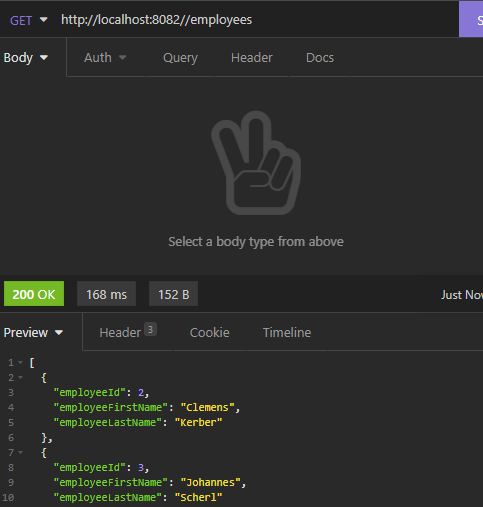 GET http://localhost:8082//employees S
Body Auth Query Header Docs
Select a body type from above
200 OK 168 ms 152 B Just Now
Preview Header 3 Cookie Timeline
1 [
2 {
3 "employeeId": 2,
4 "employeeFirstName": "Clemens",
5 "employeeLastName": "Kerber"
6 },
7 {
8 "employeeId": 3,
9 "employeeFirstName": "Johannes",
10 "employeeLastName": "Scherl"